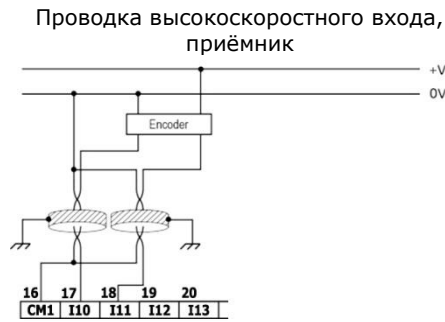 Проводка высокоскоростного входа,
приёмник
+V
0V
Encoder
16 17 18 19 20
CM1 I10 I11 I12 I13